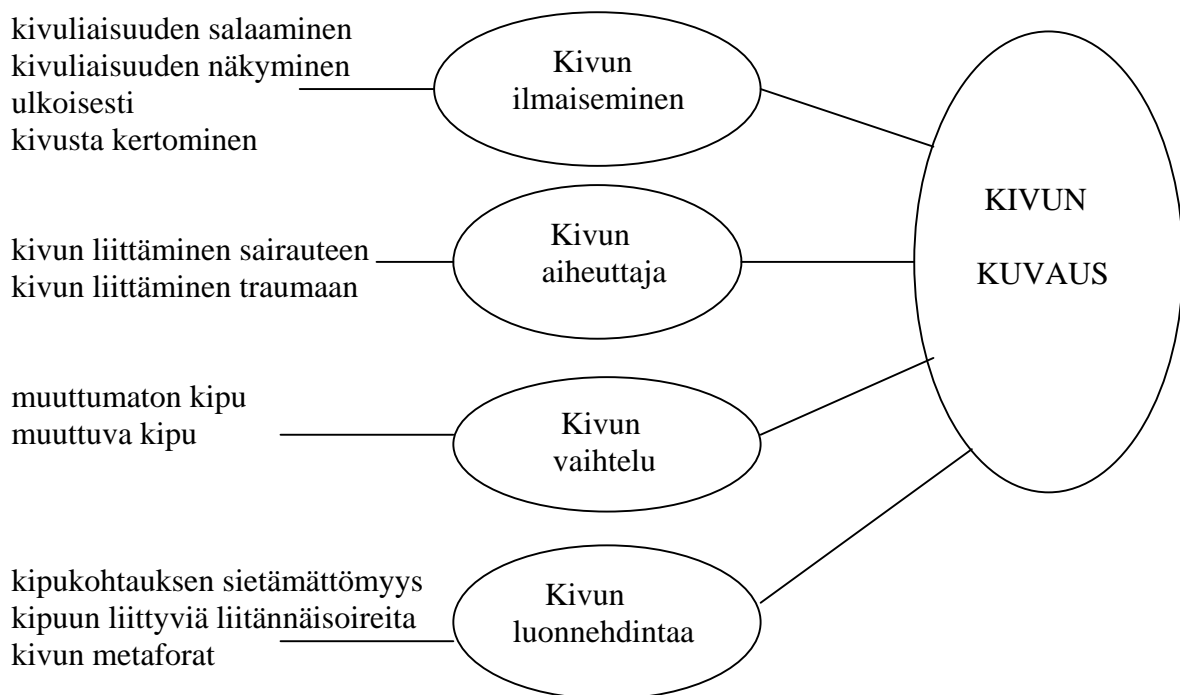 kivuliaisuuden salaaminen
kivuliaisuuden näkyminen
ulkoisesti
kivusta kertominen
Kivun
ilmaiseminen
kivun liittäminen sairauteen
kivun liittäminen traumaan
Kivun
aiheuttaja
muuttumaton kipu
muuttuva kipu
Kivun
vaihtelu
kipukohtauksen sietämättömyys
kipuun liittyviä liitännäisoireita
kivun metaforat
Kivun
luonnehdintaa
KIVUN
KUVAUS